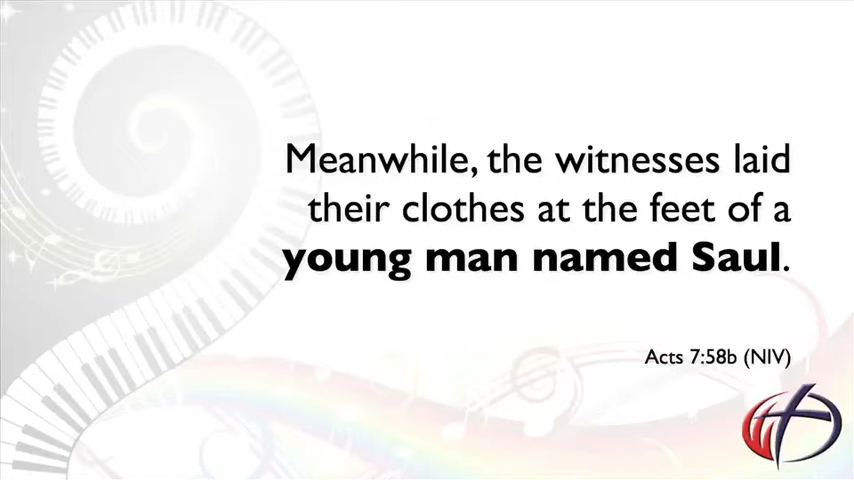 Meanwhile, the witnesses laid
their clothes at the feet of a
young man named Saul.
Acts 7:58b (NIV)